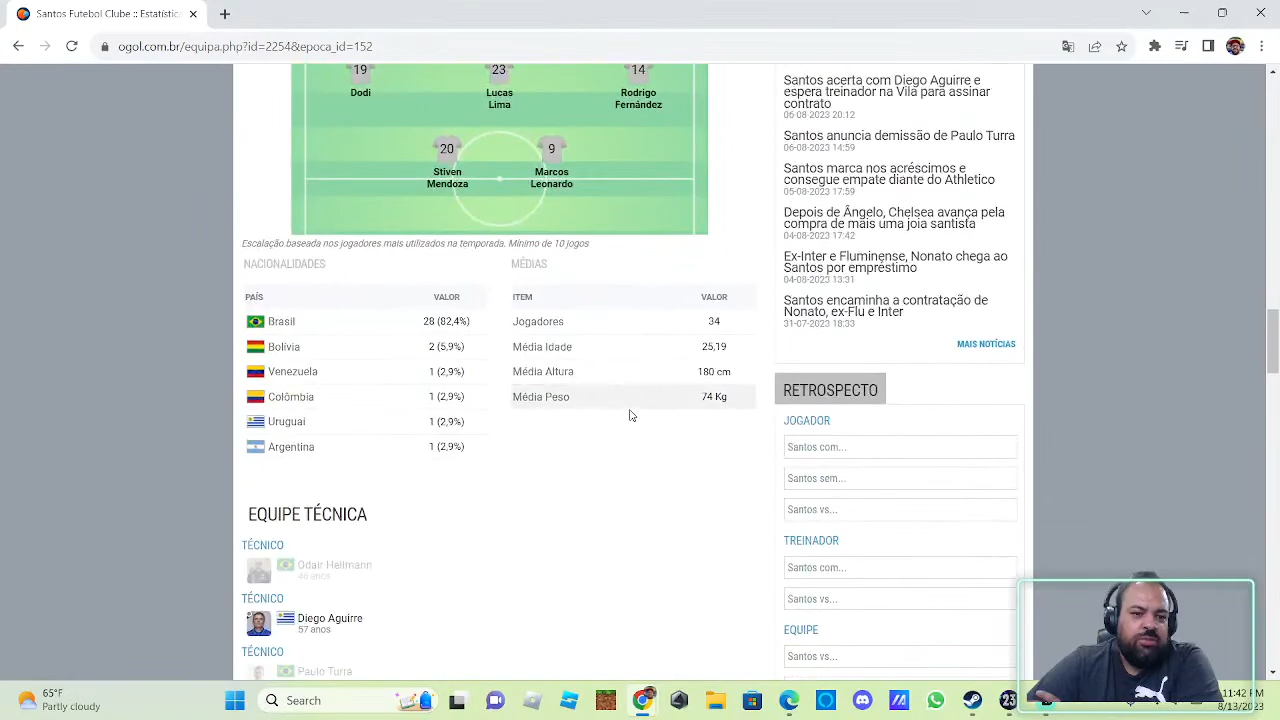 Santos Futebol Clube :: Estatístic
ogol.com.br/equipa.php?id=2254&epoca_id=152
19
23
14
Dodi
Lucas
Lima
Rodrigo
Fernández
20
9
Stiven
Mendoza
Marcos
Leonardo
Escalação baseada nos jogadores mais utilizados na temporada. Mínimo de 10 jogos
NACIONALIDADES
PAÍS VALOR
Brasil 28 (82,4%)
Bolívia 2 (5,9%)
Venezuela 1 (2,9%)
Colômbia 1 (2,9%)
Uruguai 1 (2,9%)
Argentina 1 (2,9%)
MÉDIAS
ITEM VALOR
Jogadores 34
Média Idade 25,19
Média Altura 180 cm
Média Peso 74 Kg
EQUIPE TÉCNICA
TÉCNICO
Odair Hellmann
46 anos
TÉCNICO
Diego Aguirre
57 anos
TÉCNICO
Paulo Turra
Santos acerta com Diego Aguirre e
espera treinador na Vila para assinar
contrato
06-08-2023 20:12
Santos anuncia demissão de Paulo Turra
06-08-2023 14:59
Santos marca nos acréscimos e
consegue empate diante do Athletico
05-08-2023 17:59
Depois de Ângelo, Chelsea avança pela
compra de mais uma joia santista
04-08-2023 17:42
Ex-Inter e Fluminense, Nonato chega ao
Santos por empréstimo
04-08-2023 13:31
Santos encaminha a contratação de
Nonato, ex-Flu e Inter
31-07-2023 18:33
MAIS NOTÍCIAS
RETROSPECTO
JOGADOR
Santos com...
Santos sem...
Santos vs...
TREINADOR
Santos com...
Santos vs...
EQUIPE
Santos vs...
65°F
Partly cloudy
Search
23
11:42 PM
8/13/2023